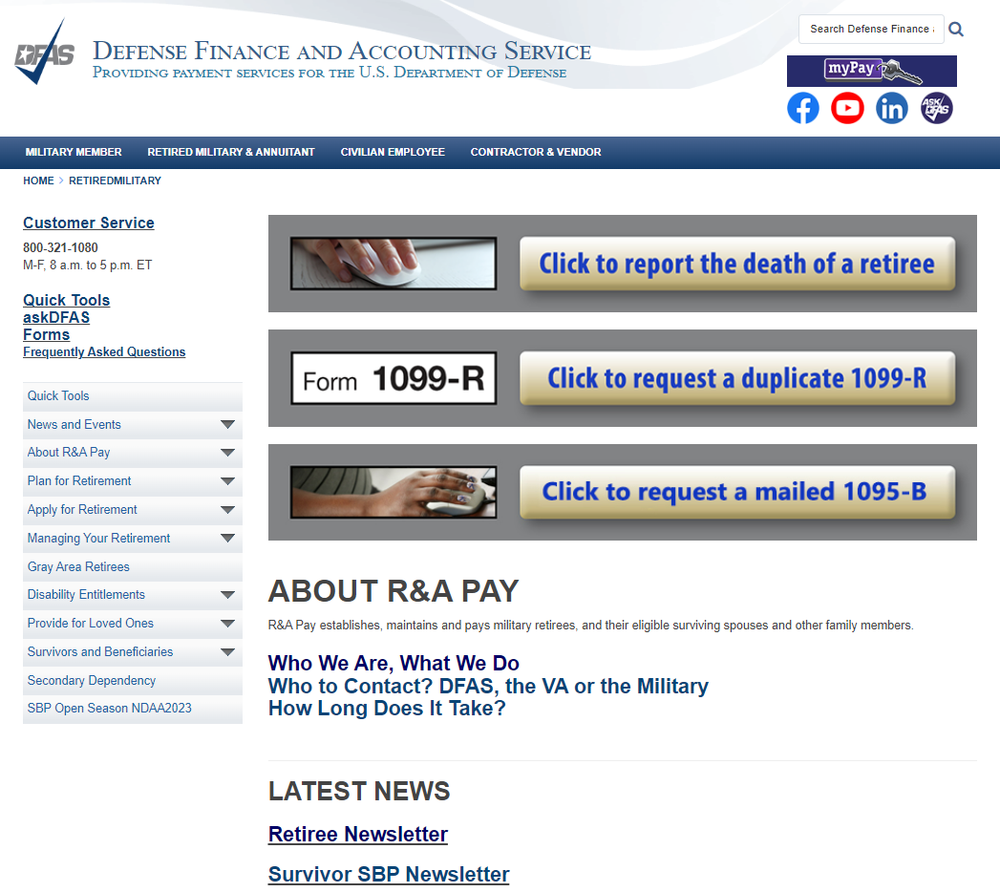 DFAS
DEFENSE FINANCE AND ACCOUNTING SERVICE
PROVIDING PAYMENT SERVICES FOR THE U.S. DEPARTMENT OF DEFENSE
Search Defense Finance
myPay
ASK/
DFAS
MILITARY MEMBER RETIRED MILITARY & ANNUITANT CIVILIAN EMPLOYEE CONTRACTOR & VENDOR
HOME > RETIREDMILITARY
Customer Service
800-321-1080
M-F, 8 a.m. to 5 p.m. ET
Quick Tools
askDFAS
Forms
Frequently Asked Questions
Quick Tools
News and Events
About R&A Pay
Plan for Retirement
Apply for Retirement
Managing Your Retirement
Gray Area Retirees
Disability Entitlements
Provide for Loved Ones
Survivors and Beneficiaries
Secondary Dependency
SBP Open Season NDAA2023
Click to report the death of a retiree
Form 1099-R
Click to request a duplicate 1099-R
Click to request a mailed 1095-B
ABOUT R&A PAY
R&A Pay establishes, maintains and pays military retirees, and their eligible surviving spouses and other family members.
Who We Are, What We Do
Who to Contact? DFAS, the VA or the Military
How Long Does It Take?
LATEST NEWS
Retiree Newsletter
Survivor SBP Newsletter